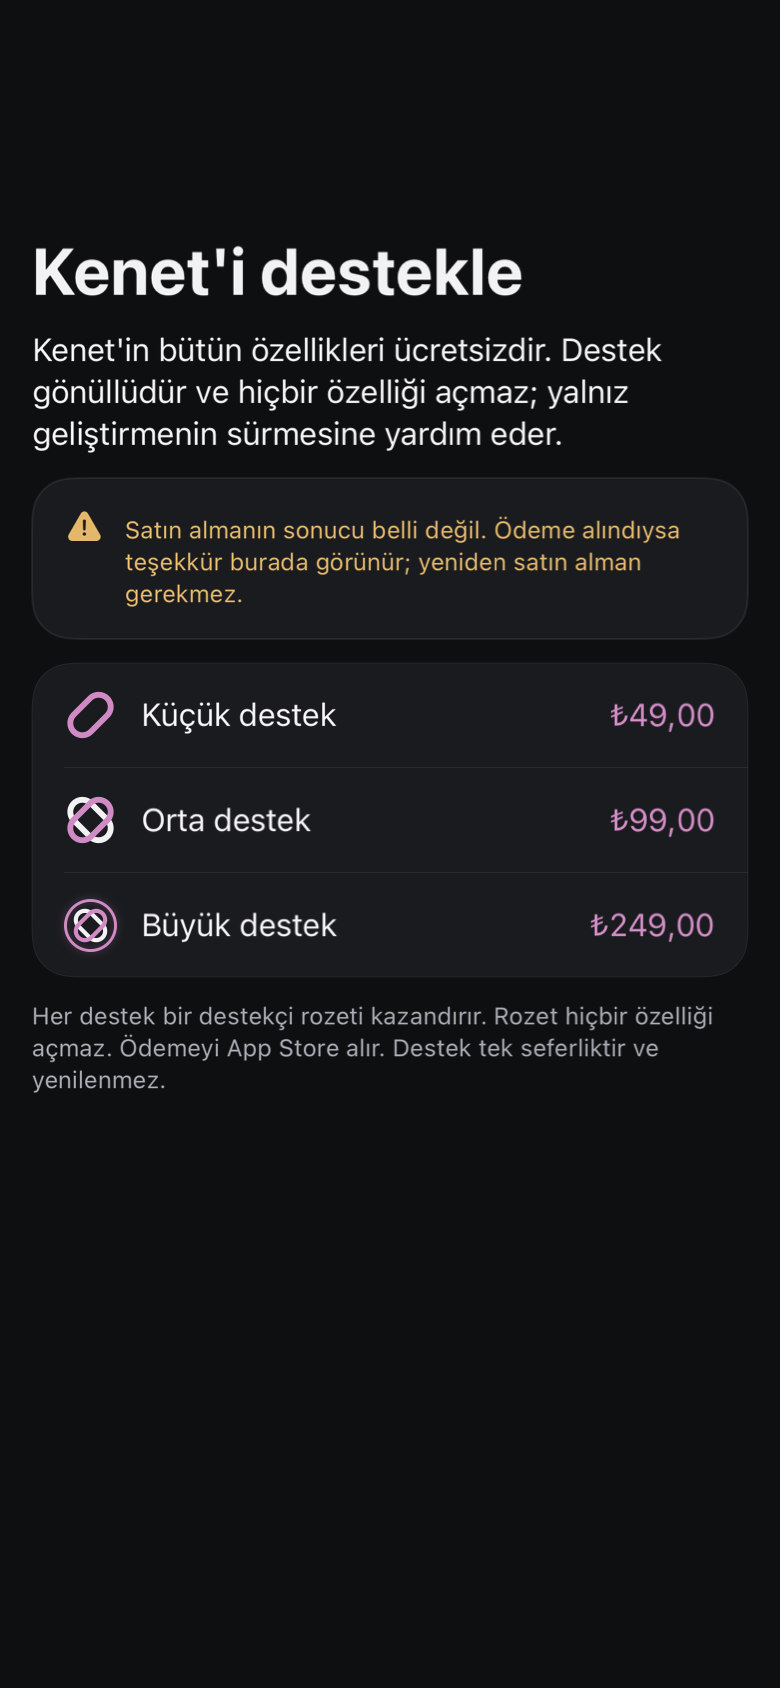 Kenet'i destekle
Kenet'in bütün özellikleri ücretsizdir. Destek
gönüllüdür ve hiçbir özelliği açmaz; yalnız
geliştirmenin sürmesine yardım eder.
Satın almanın sonucu belli değil. Ödeme alındıysa
teşekkür burada görünür; yeniden satın alman
gerekmez.
Küçük destek ₺49,00
Orta destek ₺99,00
Büyük destek ₺249,00
Her destek bir destekçi rozeti kazandırır. Rozet hiçbir özelliği
açmaz. Ödemeyi App Store alır. Destek tek seferliktir ve
yenilenmez.